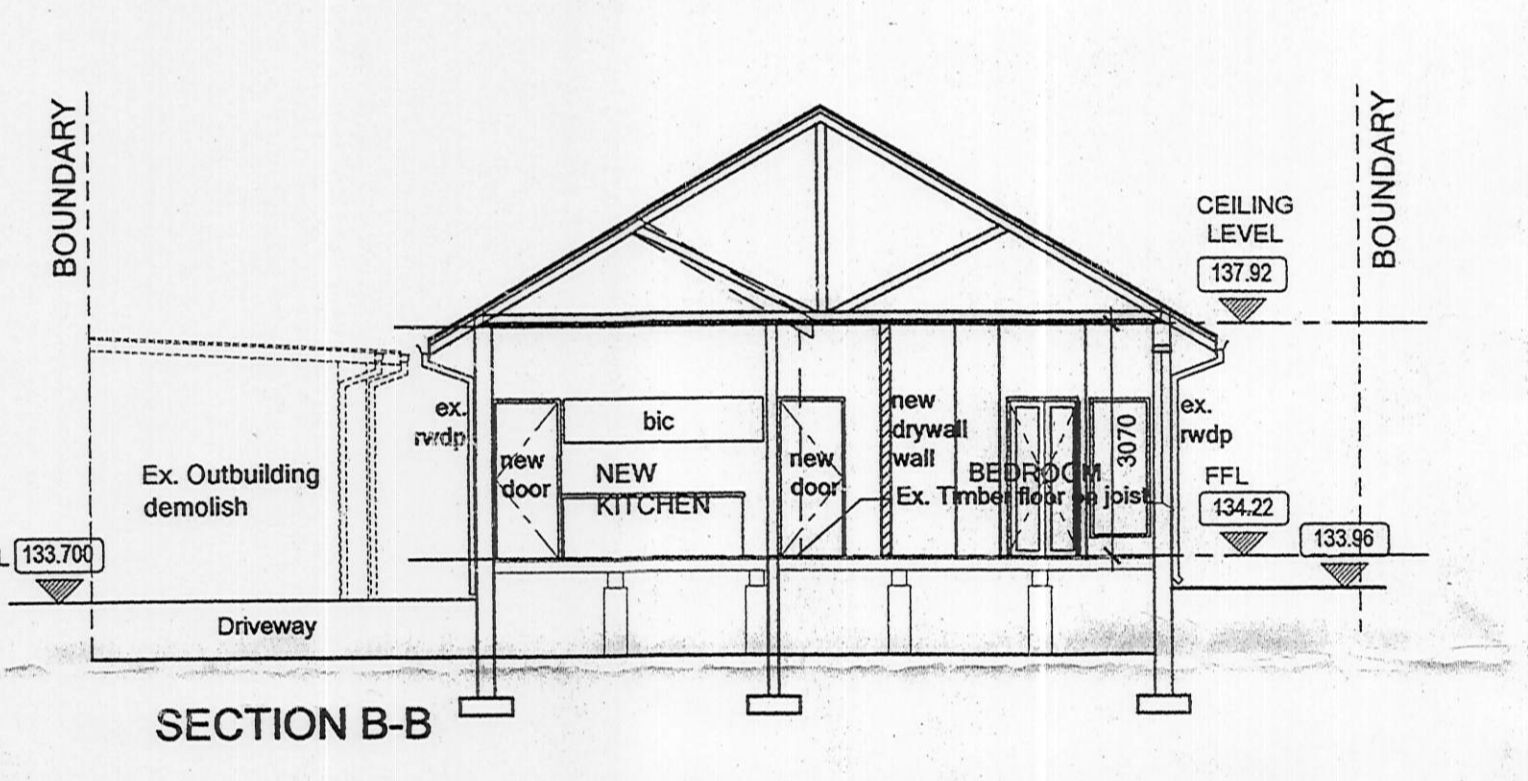 BOUNDARY
BOUNDARY
CEILING
LEVEL
137.92
ex.
rwdp
bic
new
drywall
wall
3070
ex.
rwdp
Ex. Outbuilding
demolish
new
door
NEW
KITCHEN
new
door
BEDROOM
Ex. Timber floor on joist
FFL
134.22
L 133.700
133.96
Driveway
SECTION B-B